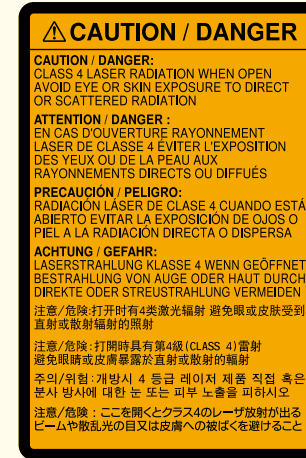 ⚠ CAUTION / DANGER
CAUTION / DANGER:
CLASS 4 LASER RADIATION WHEN OPEN
AVOID EYE OR SKIN EXPOSURE TO DIRECT
OR SCATTERED RADIATION
ATTENTION / DANGER :
EN CAS D'OUVERTURE RAYONNEMENT
LASER DE CLASSE 4 ÉVITER L'EXPOSITION
DES YEUX OU DE LA PEAU AUX
RAYONNEMENTS DIRECTS OU DIFFUÉS
PRECAUCIÓN / PELIGRO:
RADIACIÓN LÁSER DE CLASE 4 CUANDO ESTÁ
ABIERTO EVITAR LA EXPOSICIÓN DE OJOS O
PIEL A LA RADIACIÓN DIRECTA O DISPERSA
ACHTUNG / GEFAHR:
LASERSTRAHLUNG KLASSE 4 WENN GEÖFFNET
BESTRAHLUNG VON AUGE ODER HAUT DURCH
DIREKTE ODER STREUSTRAHLUNG VERMEIDEN
注意/危险:打开时有4类激光辐射 避免眼或皮肤受到
直射或散射辐射的照射
注意/危險:打開時具有第4級(CLASS 4)雷射
避免眼睛或皮膚暴露於直射或散射的輻射
주의/위험:개방시 4 등급 레이저 제품 직접 혹은
분사 방사에 대한 눈 또는 피부 노출을 피하시오
注意/危険：ここを開くとクラス4のレーザ放射が出る
ビームや散乱光の目又は皮膚への被ばくを避けること